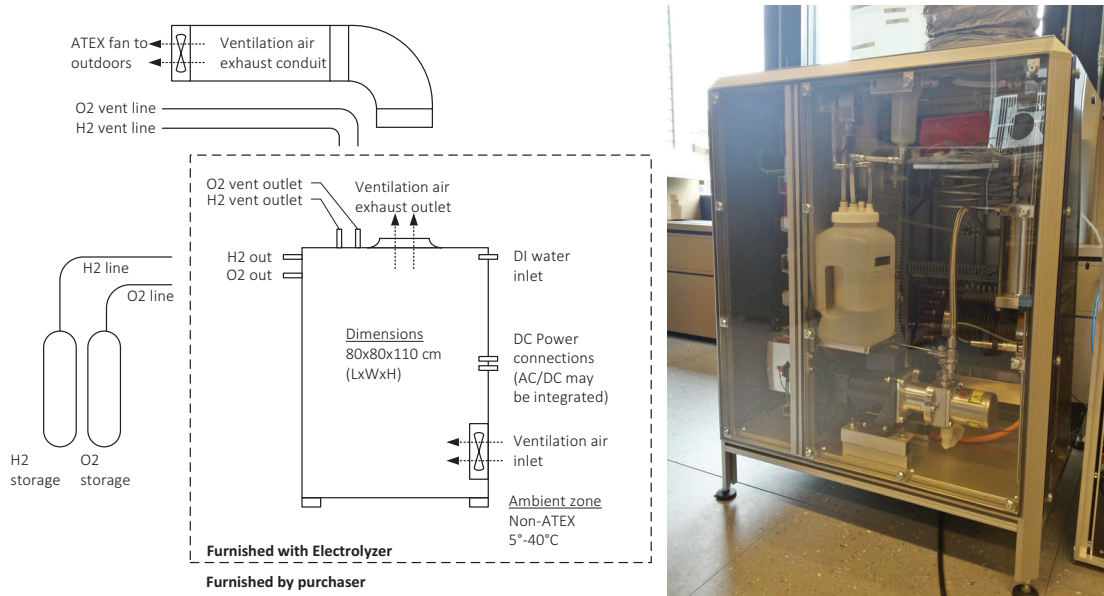 ATEX fan to
outdoors
Ventilation air
exhaust conduit
O2 vent line
H2 vent line
O2 vent outlet
H2 vent outlet
Ventilation air
exhaust outlet
H2 out
O2 out
DI water
inlet
H2 line
O2 line
Dimensions
80x80x110 cm
(LxWxH)
DC Power
connections
(AC/DC may
be integrated)
Ventilation air
inlet
H2
storage
O2
storage
Ambient zone
Non-ATEX
5°-40°C
Furnished with Electrolyzer
Furnished by purchaser